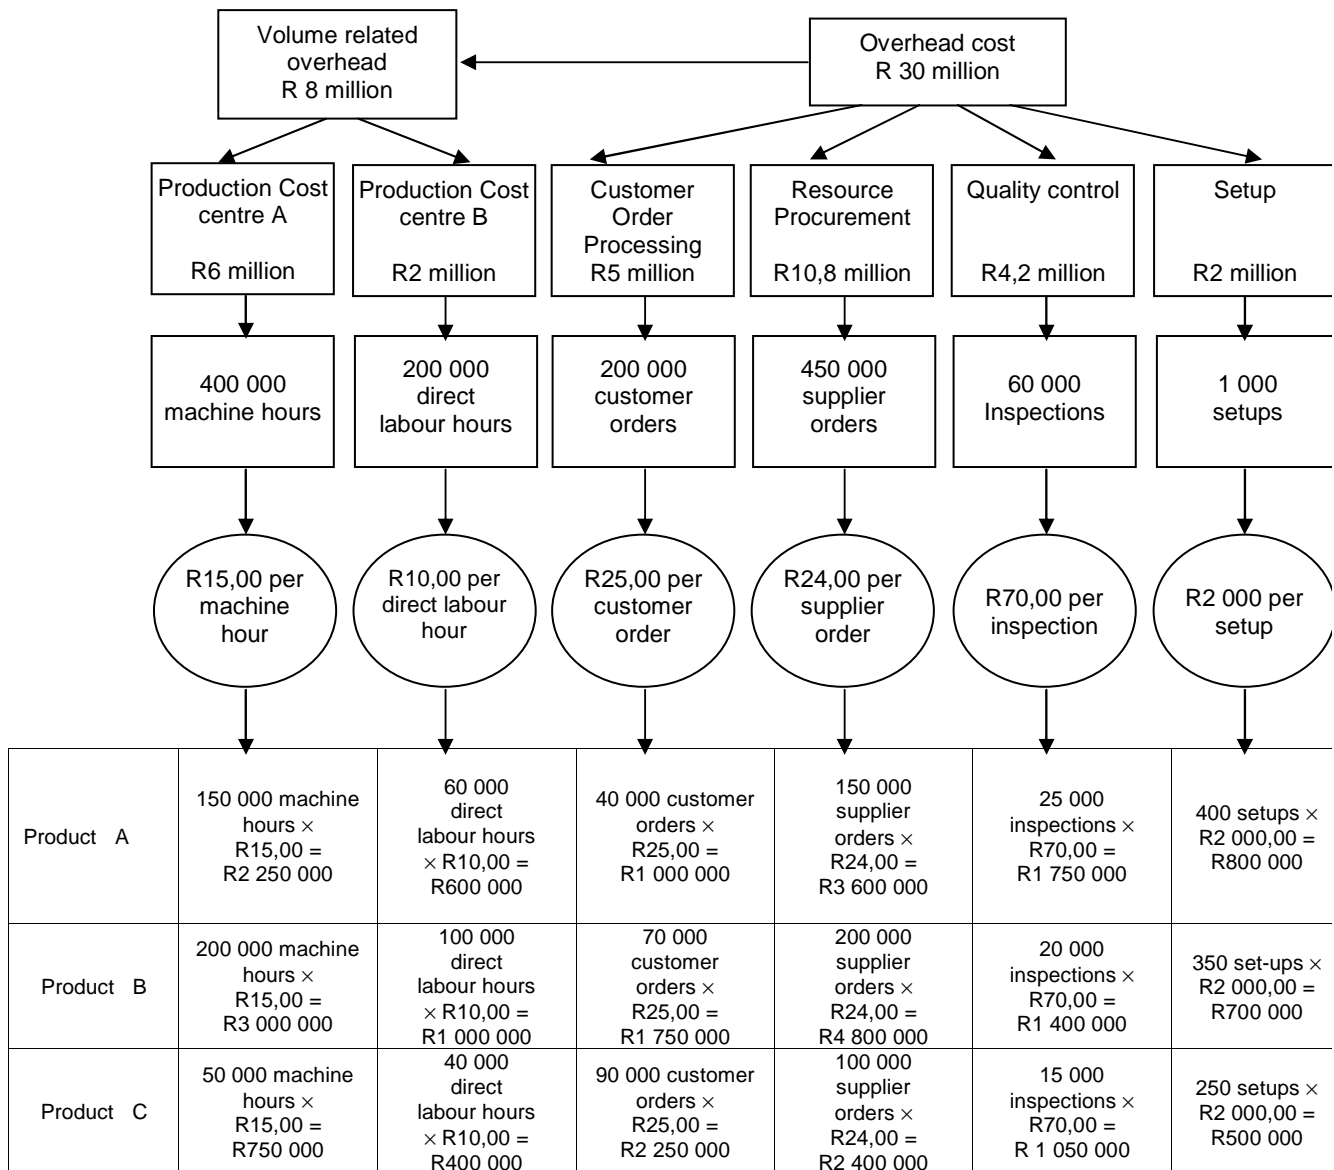 Volume related
overhead
R 8 million
Overhead cost
R 30 million
Production Cost
centre A
R6 million
Production Cost
centre B
R2 million
Customer
Order
Processing
R5 million
Resource
Procurement
R10,8 million
Quality control
R4,2 million
Setup
R2 million
400 000
machine hours
200 000
direct
labour hours
200 000
customer
orders
450 000
supplier
orders
60 000
Inspections
1 000
setups
R15,00 per
machine
hour
R10,00 per
direct labour
hour
R25,00 per
customer
order
R24,00 per
supplier
order
R70,00 per
inspection
R2 000 per
setup
Product A
150 000 machine
hours ×
R15,00 =
R2 250 000
60 000
direct
labour hours
× R10,00 =
R600 000
40 000 customer
orders ×
R25,00 =
R1 000 000
150 000
supplier
orders ×
R24,00 =
R3 600 000
25 000
inspections ×
R70,00 =
R1 750 000
400 setups ×
R2 000,00 =
R800 000
Product B
200 000 machine
hours ×
R15,00 =
R3 000 000
100 000
direct
labour hours
× R10,00 =
R1 000 000
70 000
customer
orders ×
R25,00 =
R1 750 000
200 000
supplier
orders ×
R24,00 =
R4 800 000
20 000
inspections ×
R70,00 =
R1 400 000
350 set-ups ×
R2 000,00 =
R700 000
Product C
50 000 machine
hours ×
R15,00 =
R750 000
40 000
direct
labour hours
× R10,00 =
R400 000
90 000 customer
orders ×
R25,00 =
R2 250 000
100 000
supplier
orders ×
R24,00 =
R2 400 000
15 000
inspections ×
R70,00 =
R 1 050 000
250 setups ×
R2 000,00 =
R500 000